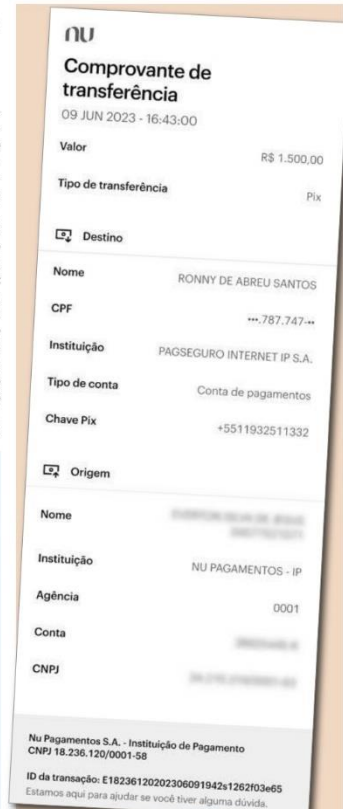 nu
Comprovante de
transferência
09 JUN 2023 - 16:43:00
Valor R$ 1.500,00
Tipo de transferência Pix
Destino
Nome RONNY DE ABREU SANTOS
CPF •••.787.747-••
Instituição PAGSEGURO INTERNET IP S.A.
Tipo de conta Conta de pagamentos
Chave Pix +5511932511332
Origem
Nome
Instituição NU PAGAMENTOS - IP
Agência 0001
Conta
CNPJ
Nu Pagamentos S.A. - Instituição de Pagamento
CNPJ 18.236.120/0001-58
ID da transação: E18236120202306091942s1262f03e65
Estamos aqui para ajudar se você tiver alguma dúvida.